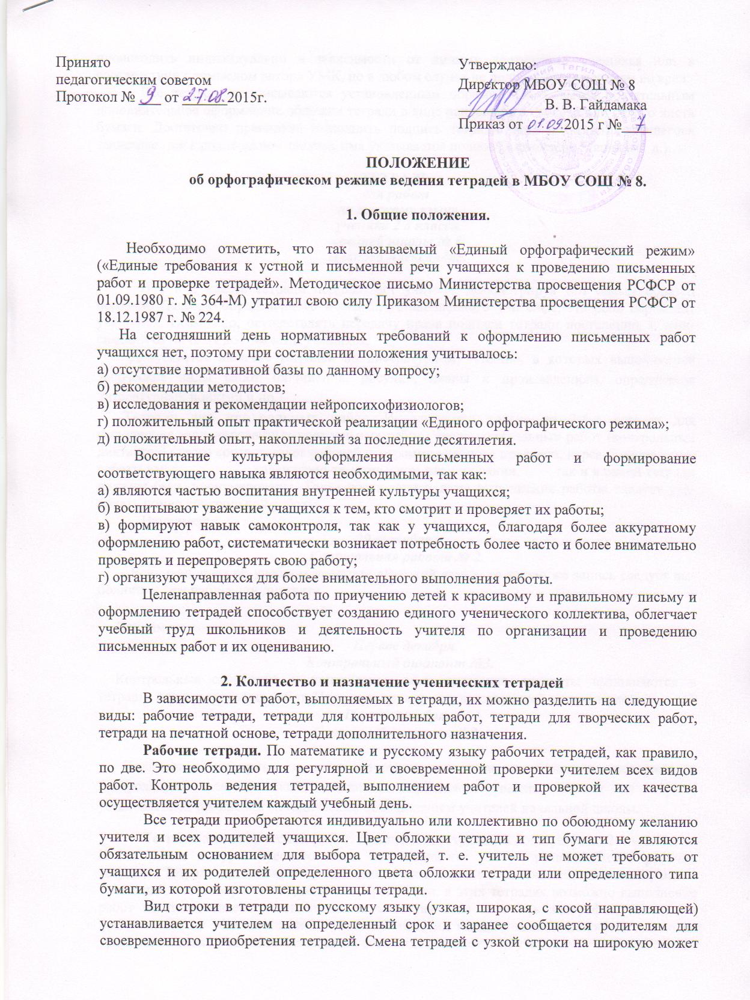 Принято
педагогическим советом
Протокол № 9 от 27.08.2015г.
Утверждаю:
Директор МБОУ СОШ № 8
В. В. Гайдамака
Приказ от 01.09.2015 г № 7
ПОЛОЖЕНИЕ
об орфографическом режиме ведения тетрадей в МБОУ СОШ № 8.
1. Общие положения.
Необходимо отметить, что так называемый «Единый орфографический режим»
(«Единые требования к устной и письменной речи учащихся к проведению письменных
работ и проверке тетрадей». Методическое письмо Министерства просвещения РСФСР от
01.09.1980 г. № 364-М) утратил свою силу Приказом Министерства просвещения РСФСР от
18.12.1987 г. № 224.
На сегодняшний день нормативных требований к оформлению письменных работ
учащихся нет, поэтому при составлении положения учитывалось:
а) отсутствие нормативной базы по данному вопросу;
б) рекомендации методистов;
в) исследования и рекомендации нейропсихофизиологов;
г) положительный опыт практической реализации «Единого орфографического режима»;
д) положительный опыт, накопленный за последние десятилетия.
Воспитание культуры оформления письменных работ и формирование
соответствующего навыка являются необходимыми, так как:
а) являются частью воспитания внутренней культуры учащихся;
б) воспитывают уважение учащихся к тем, кто смотрит и проверяет их работы;
в) формируют навык самоконтроля, так как у учащихся, благодаря более аккуратному
оформлению работ, систематически возникает потребность более часто и более внимательно
проверять и перепроверять свою работу;
г) организуют учащихся для более внимательного выполнения работы.
Целенаправленная работа по приучению детей к красивому и правильному письму и
оформлению тетрадей способствует созданию единого ученического коллектива, облегчает
учебный труд школьников и деятельность учителя по организации и проведению
письменных работ и их оцениванию.
2. Количество и назначение ученических тетрадей
В зависимости от работ, выполняемых в тетради, их можно разделить на следующие
виды: рабочие тетради, тетради для контрольных работ, тетради для творческих работ,
тетради на печатной основе, тетради дополнительного назначения.
Рабочие тетради. По математике и русскому языку рабочих тетрадей, как правило,
по две. Это необходимо для регулярной и своевременной проверки учителем всех видов
работ. Контроль ведения тетрадей, выполнением работ и проверкой их качества
осуществляется учителем каждый учебный день.
Все тетради приобретаются индивидуально или коллективно по обоюдному желанию
учителя и всех родителей учащихся. Цвет обложки тетради и тип бумаги не являются
обязательным основанием для выбора тетрадей, т. е. учитель не может требовать от
учащихся и их родителей определенного цвета обложки тетради или определенного типа
бумаги, из которой изготовлены страницы тетради.
Вид строки в тетради по русскому языку (узкая, широкая, с косой направляющей)
устанавливается учителем на определенный срок и заранее сообщается родителям для
своевременного приобретения тетрадей. Смена тетрадей с узкой строки на широкую может